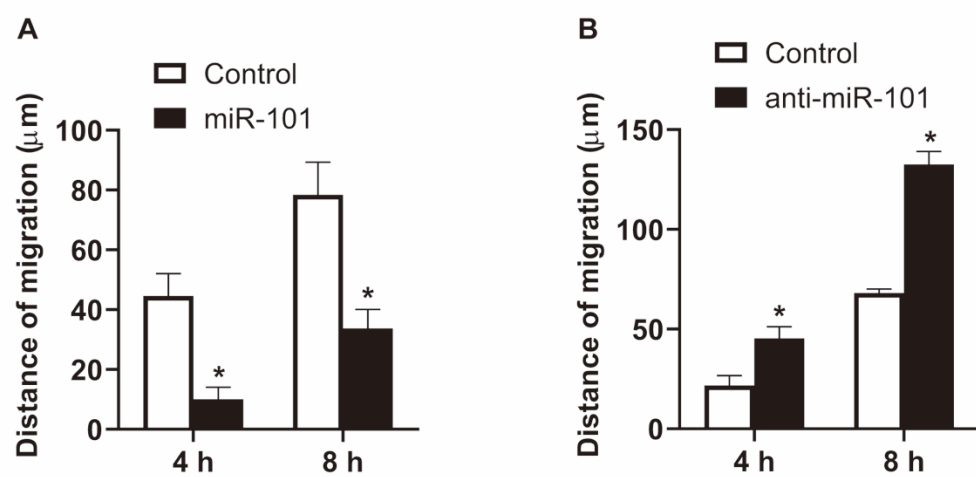 A
Control
miR-101
Distance of migration (μm)
100
80
60
40
20
0
*
*
4 h
8 h
B
Control
anti-miR-101
Distance of migration (μm)
150
100
50
0
*
*
4 h
8 h